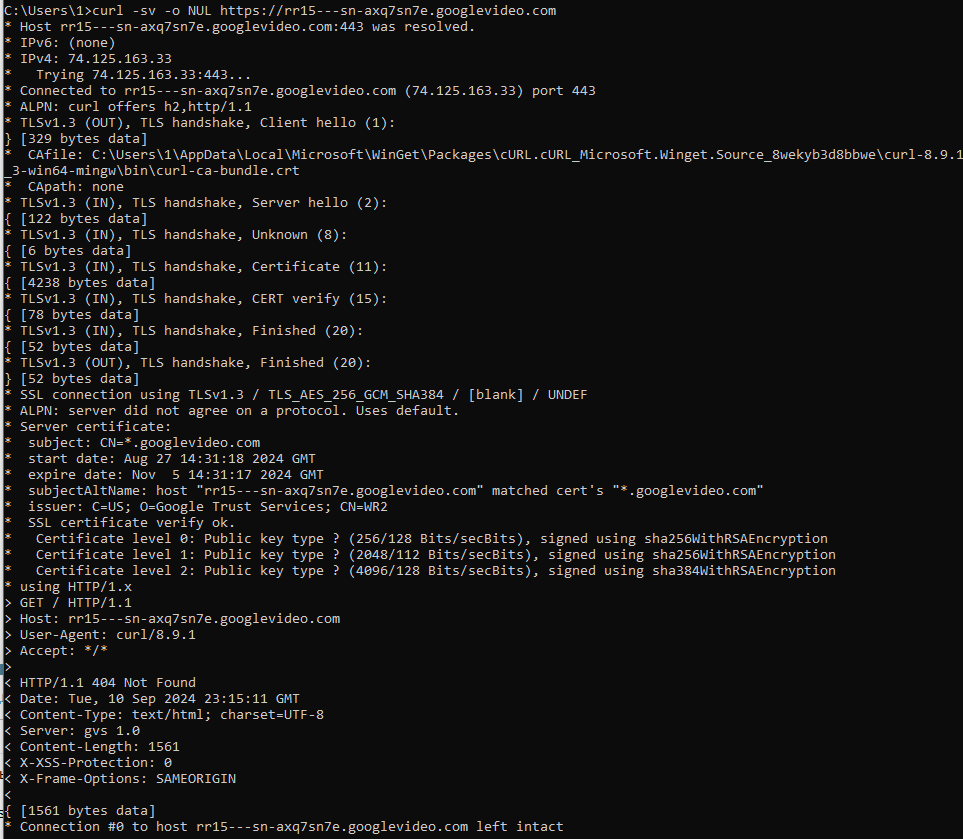 C:\Users\1>curl -sv -o NUL https://rr15---sn-axq7sn7e.googlevideo.com
* Host rr15---sn-axq7sn7e.googlevideo.com:443 was resolved.
* IPv6: (none)
* IPv4: 74.125.163.33
*   Trying 74.125.163.33:443...
* Connected to rr15---sn-axq7sn7e.googlevideo.com (74.125.163.33) port 443
* ALPN: curl offers h2,http/1.1
* TLSv1.3 (OUT), TLS handshake, Client hello (1):
} [329 bytes data]
*  CAfile: C:\Users\1\AppData\Local\Microsoft\WinGet\Packages\cURL.cURL_Microsoft.Winget.Source_8wekyb3d8bbwe\curl-8.9.1
_3-win64-mingw\bin\curl-ca-bundle.crt
*  CApath: none
* TLSv1.3 (IN), TLS handshake, Server hello (2):
{ [122 bytes data]
* TLSv1.3 (IN), TLS handshake, Unknown (8):
{ [6 bytes data]
* TLSv1.3 (IN), TLS handshake, Certificate (11):
{ [4238 bytes data]
* TLSv1.3 (IN), TLS handshake, CERT verify (15):
{ [78 bytes data]
* TLSv1.3 (IN), TLS handshake, Finished (20):
{ [52 bytes data]
* TLSv1.3 (OUT), TLS handshake, Finished (20):
} [52 bytes data]
* SSL connection using TLSv1.3 / TLS_AES_256_GCM_SHA384 / [blank] / UNDEF
* ALPN: server did not agree on a protocol. Uses default.
* Server certificate:
*  subject: CN=*.googlevideo.com
*  start date: Aug 27 14:31:18 2024 GMT
*  expire date: Nov  5 14:31:17 2024 GMT
*  subjectAltName: host "rr15---sn-axq7sn7e.googlevideo.com" matched cert's "*.googlevideo.com"
*  issuer: C=US; O=Google Trust Services; CN=WR2
*  SSL certificate verify ok.
*   Certificate level 0: Public key type ? (256/128 Bits/secBits), signed using sha256WithRSAEncryption
*   Certificate level 1: Public key type ? (2048/112 Bits/secBits), signed using sha256WithRSAEncryption
*   Certificate level 2: Public key type ? (4096/128 Bits/secBits), signed using sha384WithRSAEncryption
* using HTTP/1.x
> GET / HTTP/1.1
> Host: rr15---sn-axq7sn7e.googlevideo.com
> User-Agent: curl/8.9.1
> Accept: */*
>
< HTTP/1.1 404 Not Found
< Date: Tue, 10 Sep 2024 23:15:11 GMT
< Content-Type: text/html; charset=UTF-8
< Server: gvs 1.0
< Content-Length: 1561
< X-XSS-Protection: 0
< X-Frame-Options: SAMEORIGIN
<
{ [1561 bytes data]
* Connection #0 to host rr15---sn-axq7sn7e.googlevideo.com left intact